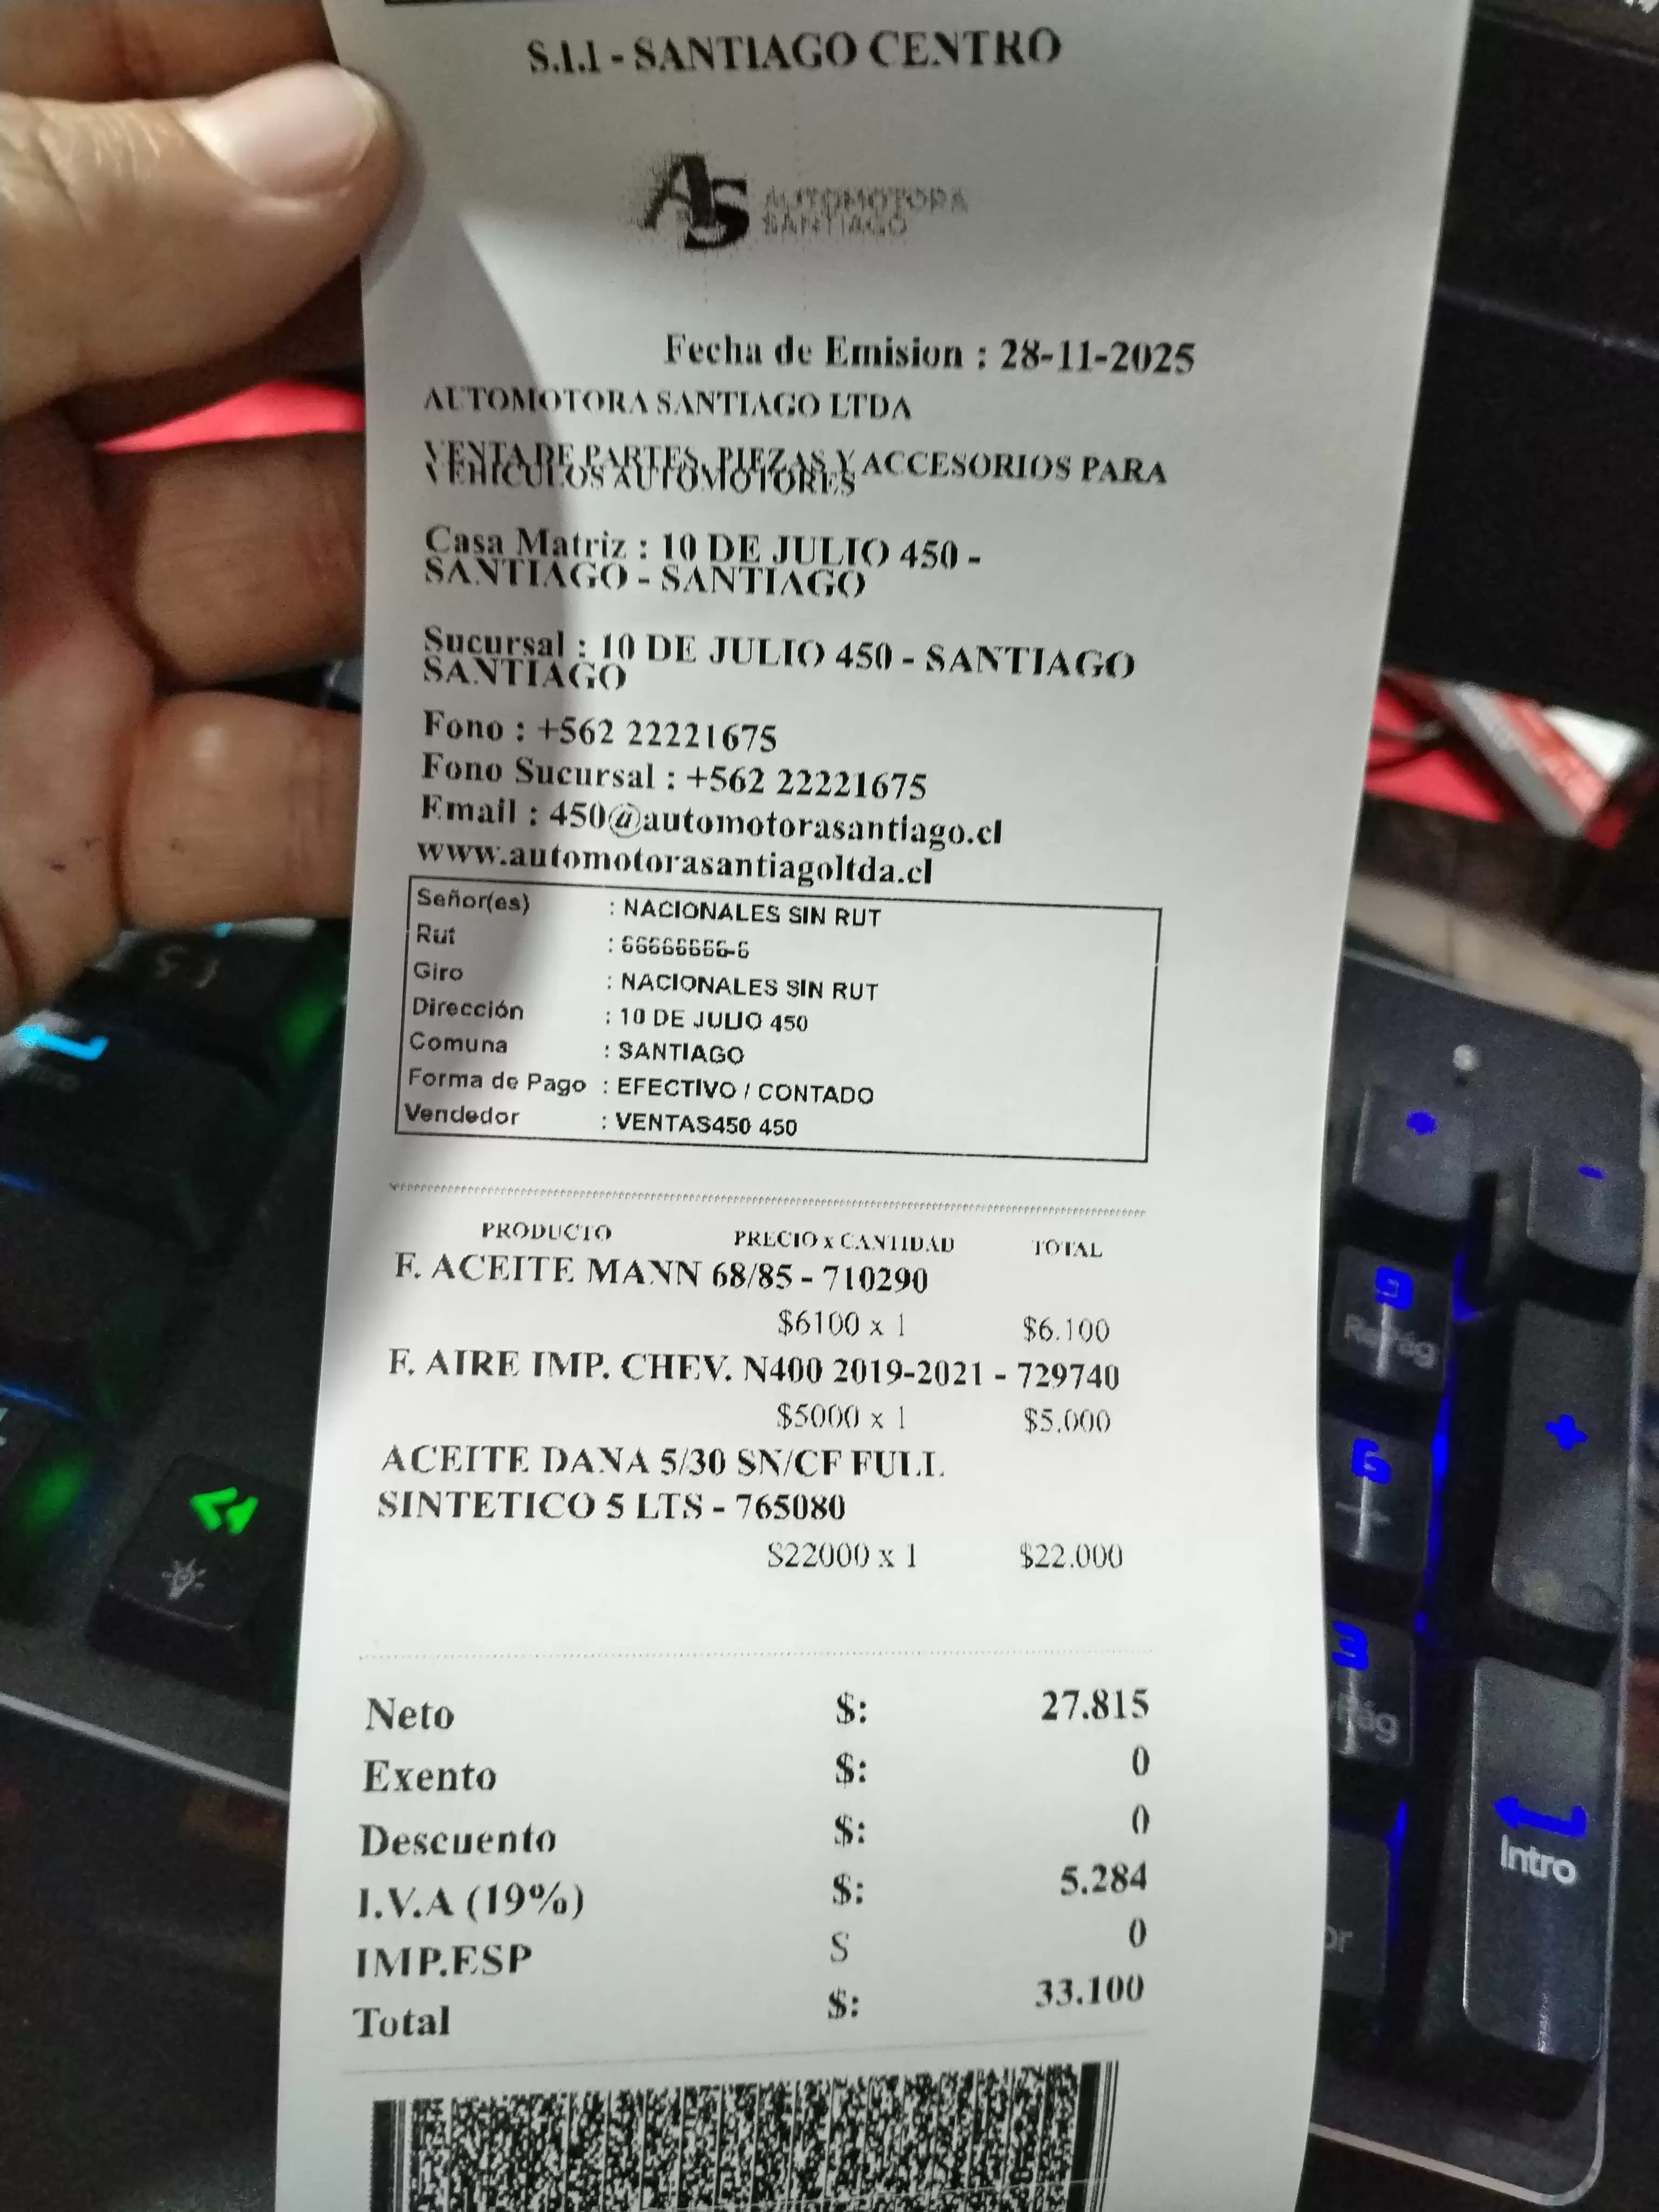 S.I.I - SANTIAGO CENTRO
AS AUTOMOTORA
SANTIAGO
Fecha de Emision : 28-11-2025
AUTOMOTORA SANTIAGO LTDA
VENTA DE PARTES, PIEZAS Y ACCESORIOS PARA
VEHICULOS AUTOMOTORES
Casa Matriz : 10 DE JULIO 450 -
SANTIAGO - SANTIAGO
Sucursal : 10 DE JULIO 450 - SANTIAGO
SANTIAGO
Fono : +562 22221675
Fono Sucursal : +562 22221675
Email : 450@automotorasantiago.cl
www.automotorasantiagoltda.cl
Señor(es) : NACIONALES SIN RUT
Rut : 66666666-6
Giro : NACIONALES SIN RUT
Dirección : 10 DE JULIO 450
Comuna : SANTIAGO
Forma de Pago : EFECTIVO / CONTADO
Vendedor : VENTAS450 450
PRODUCTO PRECIO x CANTIDAD TOTAL
F. ACEITE MANN 68/85 - 710290
$6100 x 1 $6.100
F. AIRE IMP. CHEV. N400 2019-2021 - 729740
$5000 x 1 $5.000
ACEITE DANA 5/30 SN/CF FULL
SINTETICO 5 LTS - 765080
$22000 x 1 $22.000
Neto $: 27.815
Exento $: 0
Descuento $: 0
I.V.A (19%) $: 5.284
IMP.ESP $ 0
Total $: 33.100
-
9
RePág
+
6
3
Intro